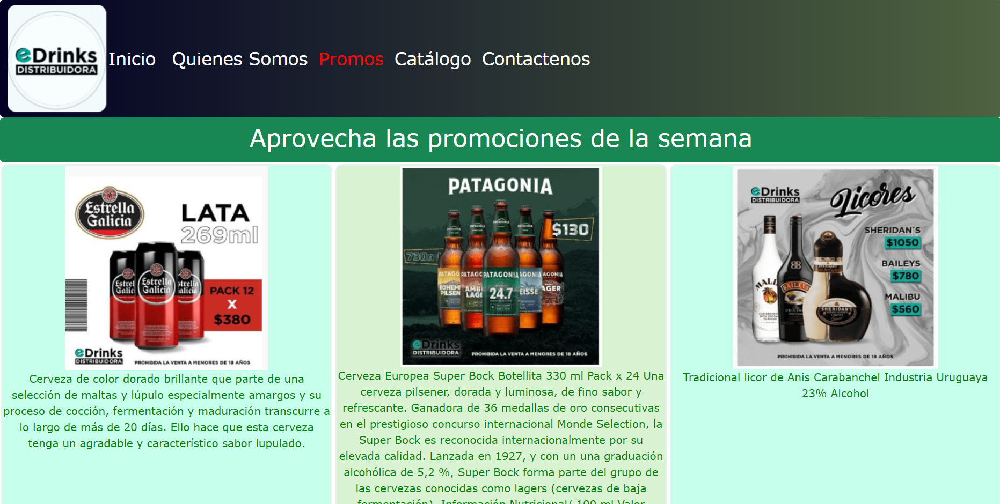 eDrinks
DISTRIBUIDORA
Inicio Quienes Somos Promos Catálogo Contactenos
Aprovecha las promociones de la semana
Estrella
Galicia
LATA
269ml
Estrella
Galicia
PACK 12
X
$380
eDrinks
DISTRIBUIDORA
PROHIBIDA LA VENTA A MENORES DE 18 AÑOS
Cerveza de color dorado brillante que parte de una
selección de maltas y lúpulo especialmente amargos y su
proceso de cocción, fermentación y maduración transcurre a
lo largo de más de 20 días. Ello hace que esta cerveza
tenga un agradable y característico sabor lupulado.
PATAGONIA
$130
730ml
PATAGONIA
24.7
eDrinks
DISTRIBUIDORA
PROHIBIDA LA VENTA A MENORES DE 18 AÑOS
Cerveza Europea Super Bock Botellita 330 ml Pack x 24 Una
cerveza pilsener, dorada y luminosa, de fino sabor y
refrescante. Ganadora de 36 medallas de oro consecutivas
en el prestigioso concurso internacional Monde Selection, la
Super Bock es reconocida internacionalmente por su
elevada calidad. Lanzada en 1927, y con un una graduación
alcohólica de 5,2 %, Super Bock forma parte del grupo de
las cervezas conocidas como lagers (cervezas de baja
fermentación). Información Nutricional/ 100 ml Valor
eDrinks
DISTRIBUIDORA
Licores
SHERIDAN´S
$1050
BAILEYS
$780
MALIBU
$560
BAILEYS
SHERIDAN'S
PROHIBIDA LA VENTA A MENORES DE 18 AÑOS
Tradicional licor de Anis Carabanchel Industria Uruguaya
23% Alcohol